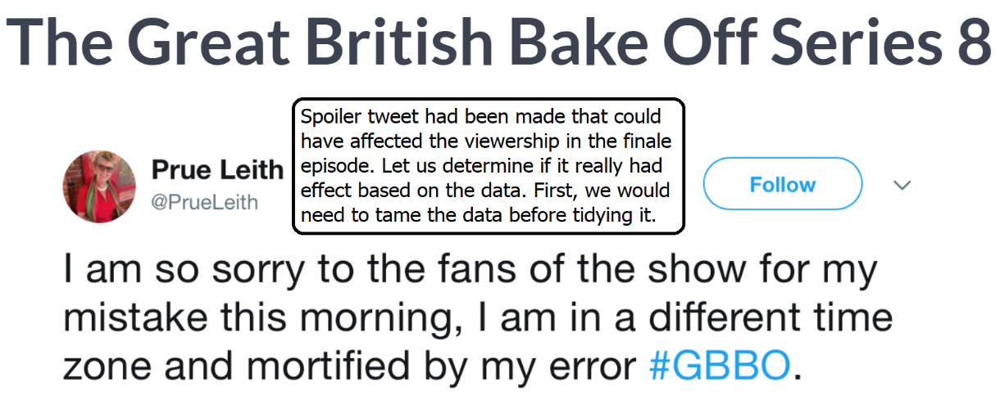 The Great British Bake Off Series 8
Spoiler tweet had been made that could
have affected the viewership in the finale
episode. Let us determine if it really had
effect based on the data. First, we would
need to tame the data before tidying it.
Prue Leith
@PrueLeith
Follow
I am so sorry to the fans of the show for my
mistake this morning, I am in a different time
zone and mortified by my error #GBBO.